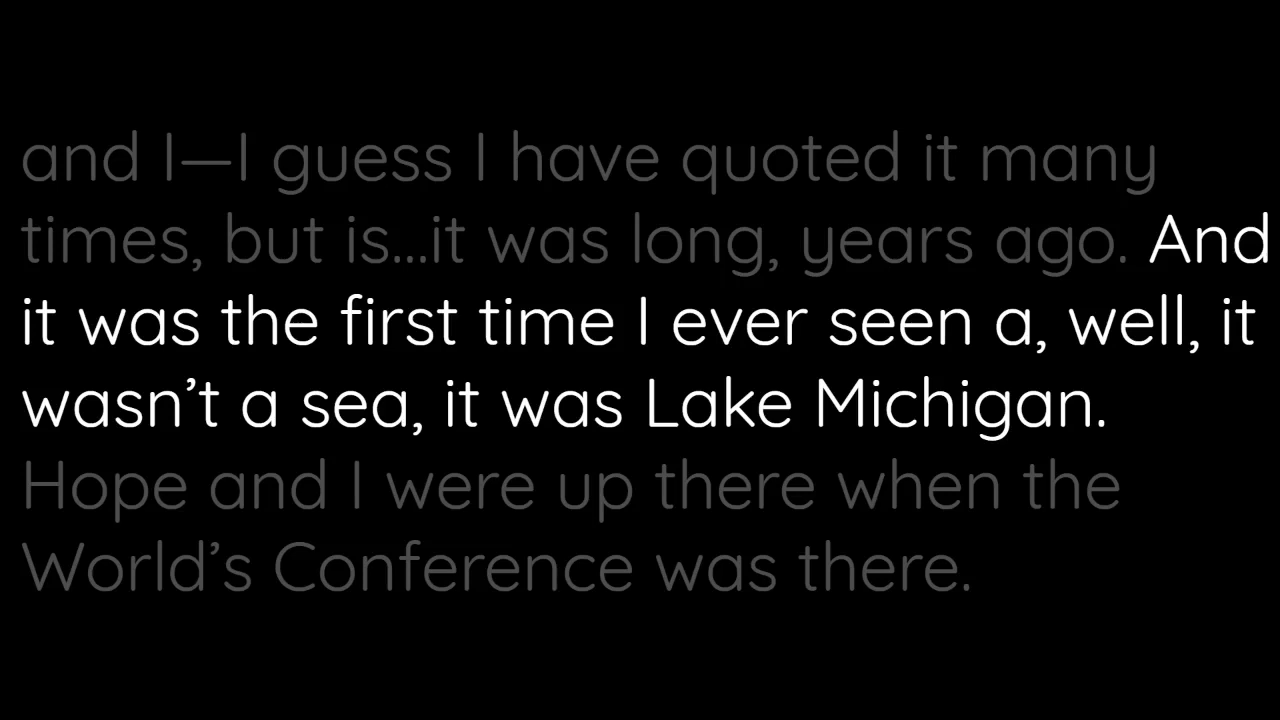 and I—I guess I have quoted it many
times, but is...it was long, years ago. And
it was the first time I ever seen a, well, it
wasn’t a sea, it was Lake Michigan.
Hope and I were up there when the
World’s Conference was there.